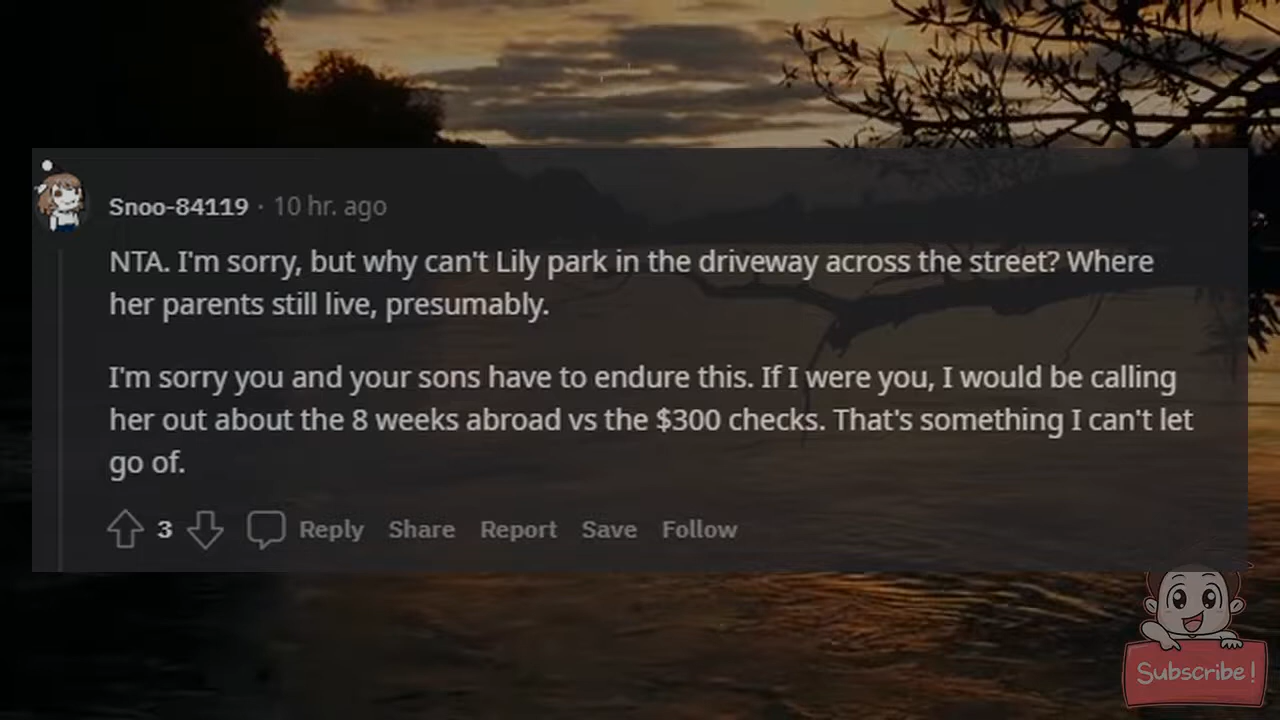 Snoo-84119 · 10 hr. ago
NTA. I'm sorry, but why can't Lily park in the driveway across the street? Where
her parents still live, presumably.
I'm sorry you and your sons have to endure this. If I were you, I would be calling
her out about the 8 weeks abroad vs the $300 checks. That's something I can't let
go of.
3 Reply Share Report Save Follow
Subscribe!